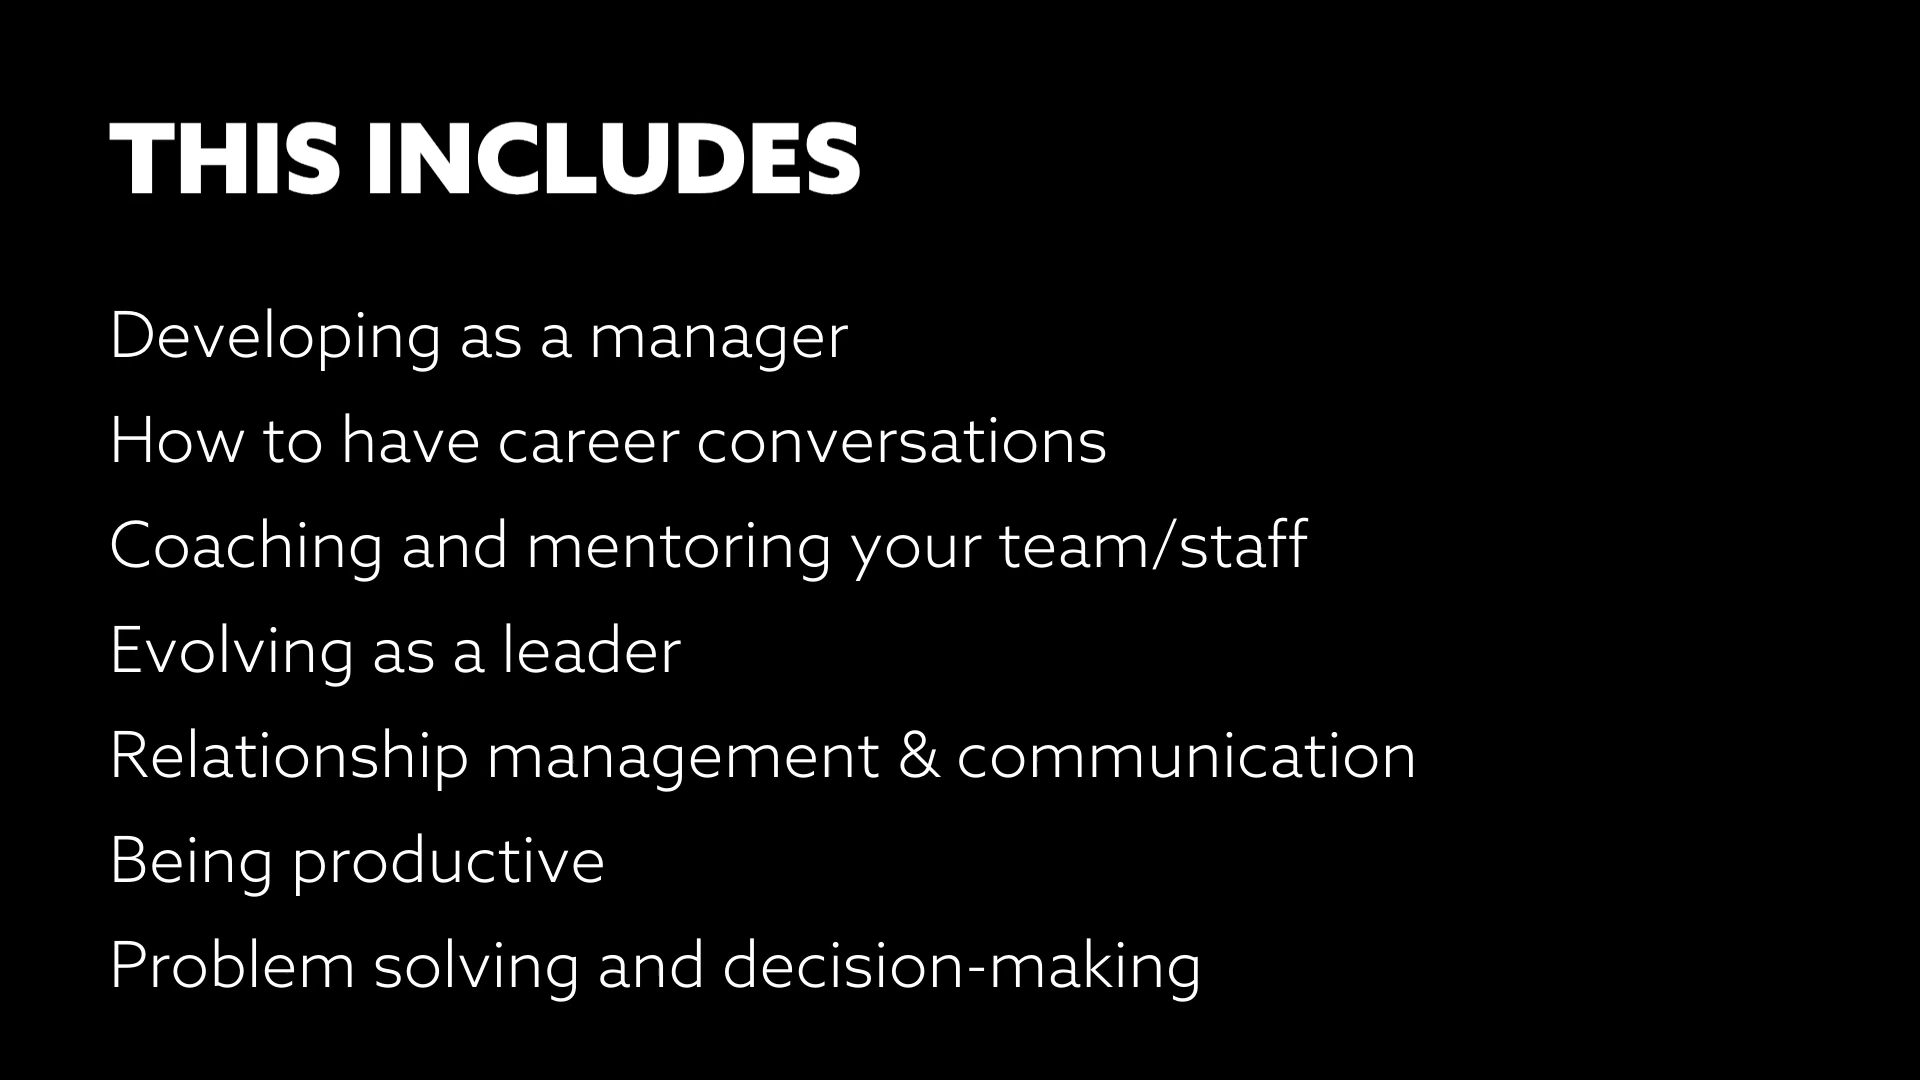 THIS INCLUDES
Developing as a manager
How to have career conversations
Coaching and mentoring your team/staff
Evolving as a leader
Relationship management & communication
Being productive
Problem solving and decision-making